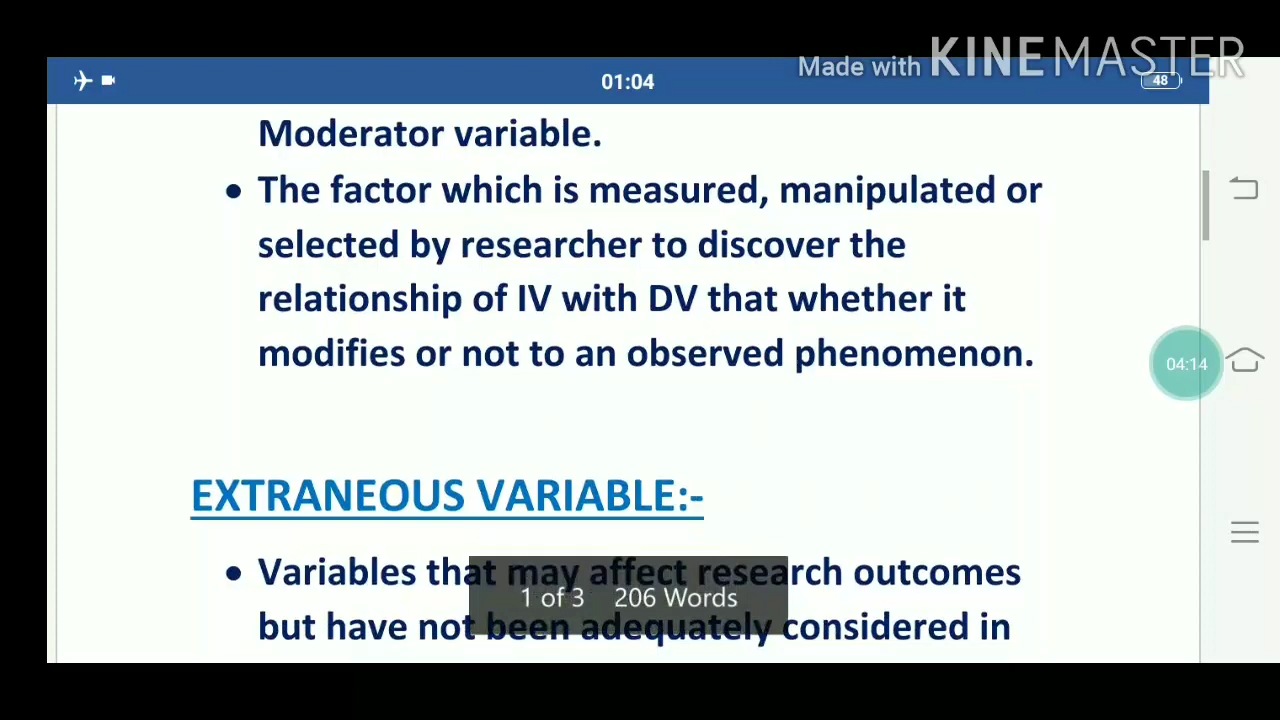 Made with KINEMASTER
01:04
48
Moderator variable.
• The factor which is measured, manipulated or
selected by researcher to discover the
relationship of IV with DV that whether it
modifies or not to an observed phenomenon.
04:14
EXTRANEOUS VARIABLE:-
• Variables that may affect research outcomes
1 of 3 206 Words
but have not been adequately considered in